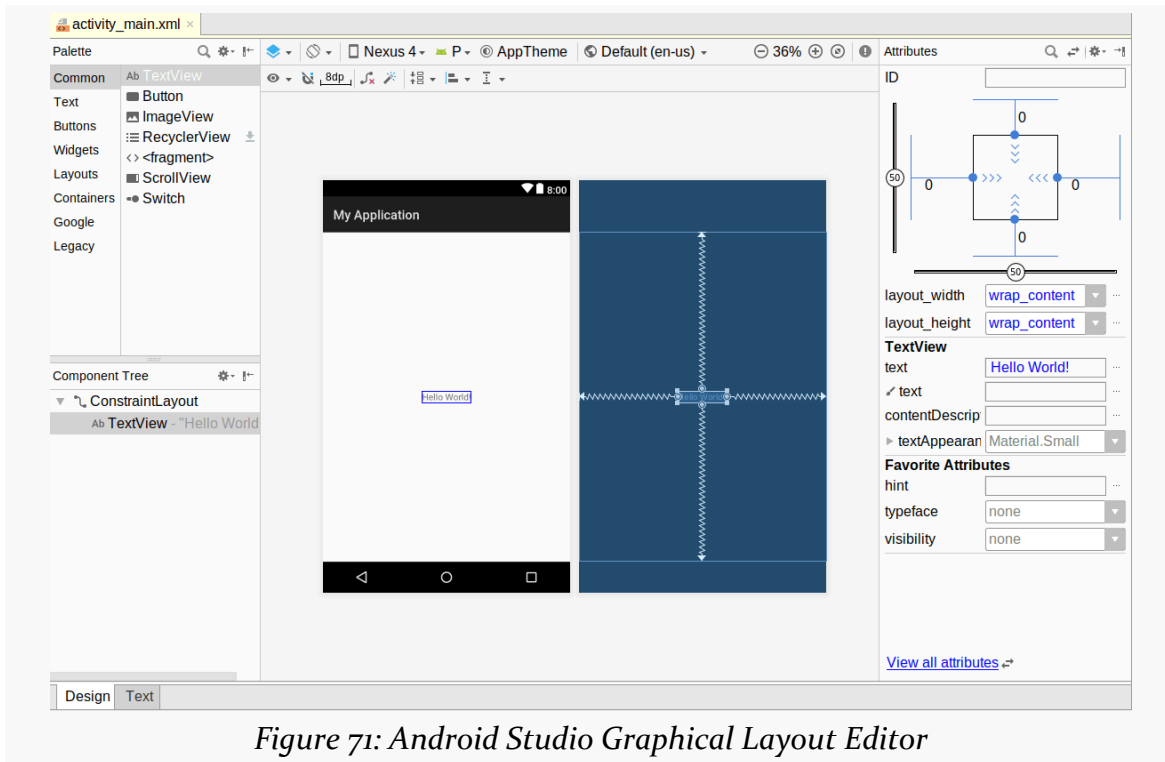 activity_main.xml ×
Palette
Nexus 4
P
AppTheme
Default (en-us)
36%
Attributes
Common
Text
Buttons
Widgets
Layouts
Containers
Google
Legacy
Ab TextView
Button
ImageView
RecyclerView
<fragment>
ScrollView
Switch
8dp
8:00
My Application
Hello World!
Hello World!
Component Tree
ConstraintLayout
Ab TextView - "Hello World
ID
0
50
0
0
0
50
layout_width wrap_content ...
layout_height wrap_content ...
TextView
text Hello World! ...
text ...
contentDescrip ...
textAppearan Material.Small
Favorite Attributes
hint ...
typeface none
visibility none
View all attributes
Design Text
Figure 71: Android Studio Graphical Layout Editor